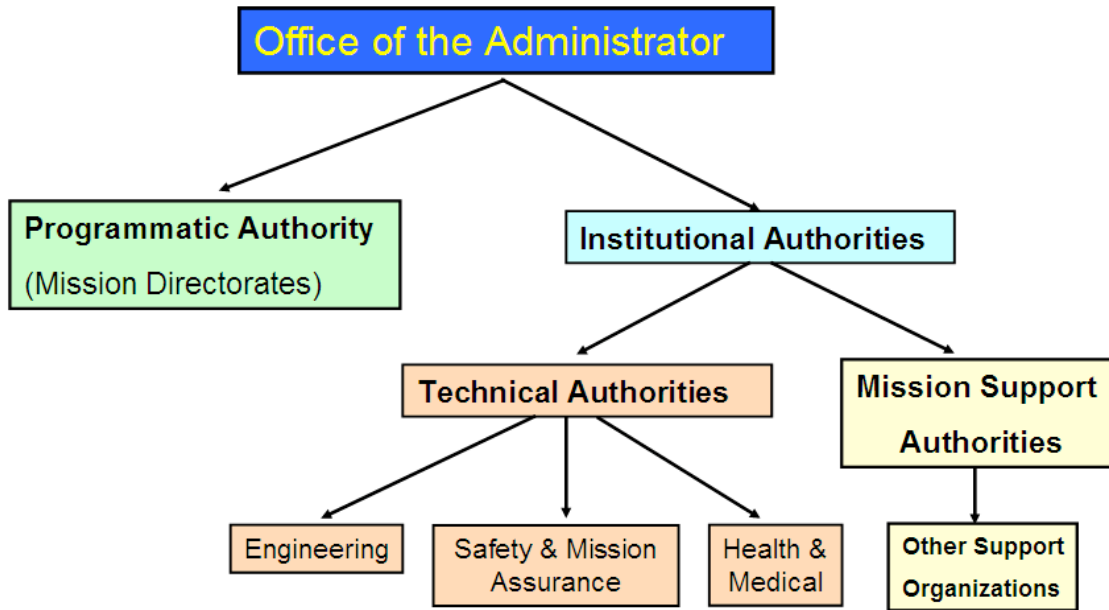 Office of the Administrator
Programmatic Authority
(Mission Directorates)
Institutional Authorities
Technical Authorities
Mission Support
Authorities
Engineering
Safety & Mission
Assurance
Health &
Medical
Other Support
Organizations